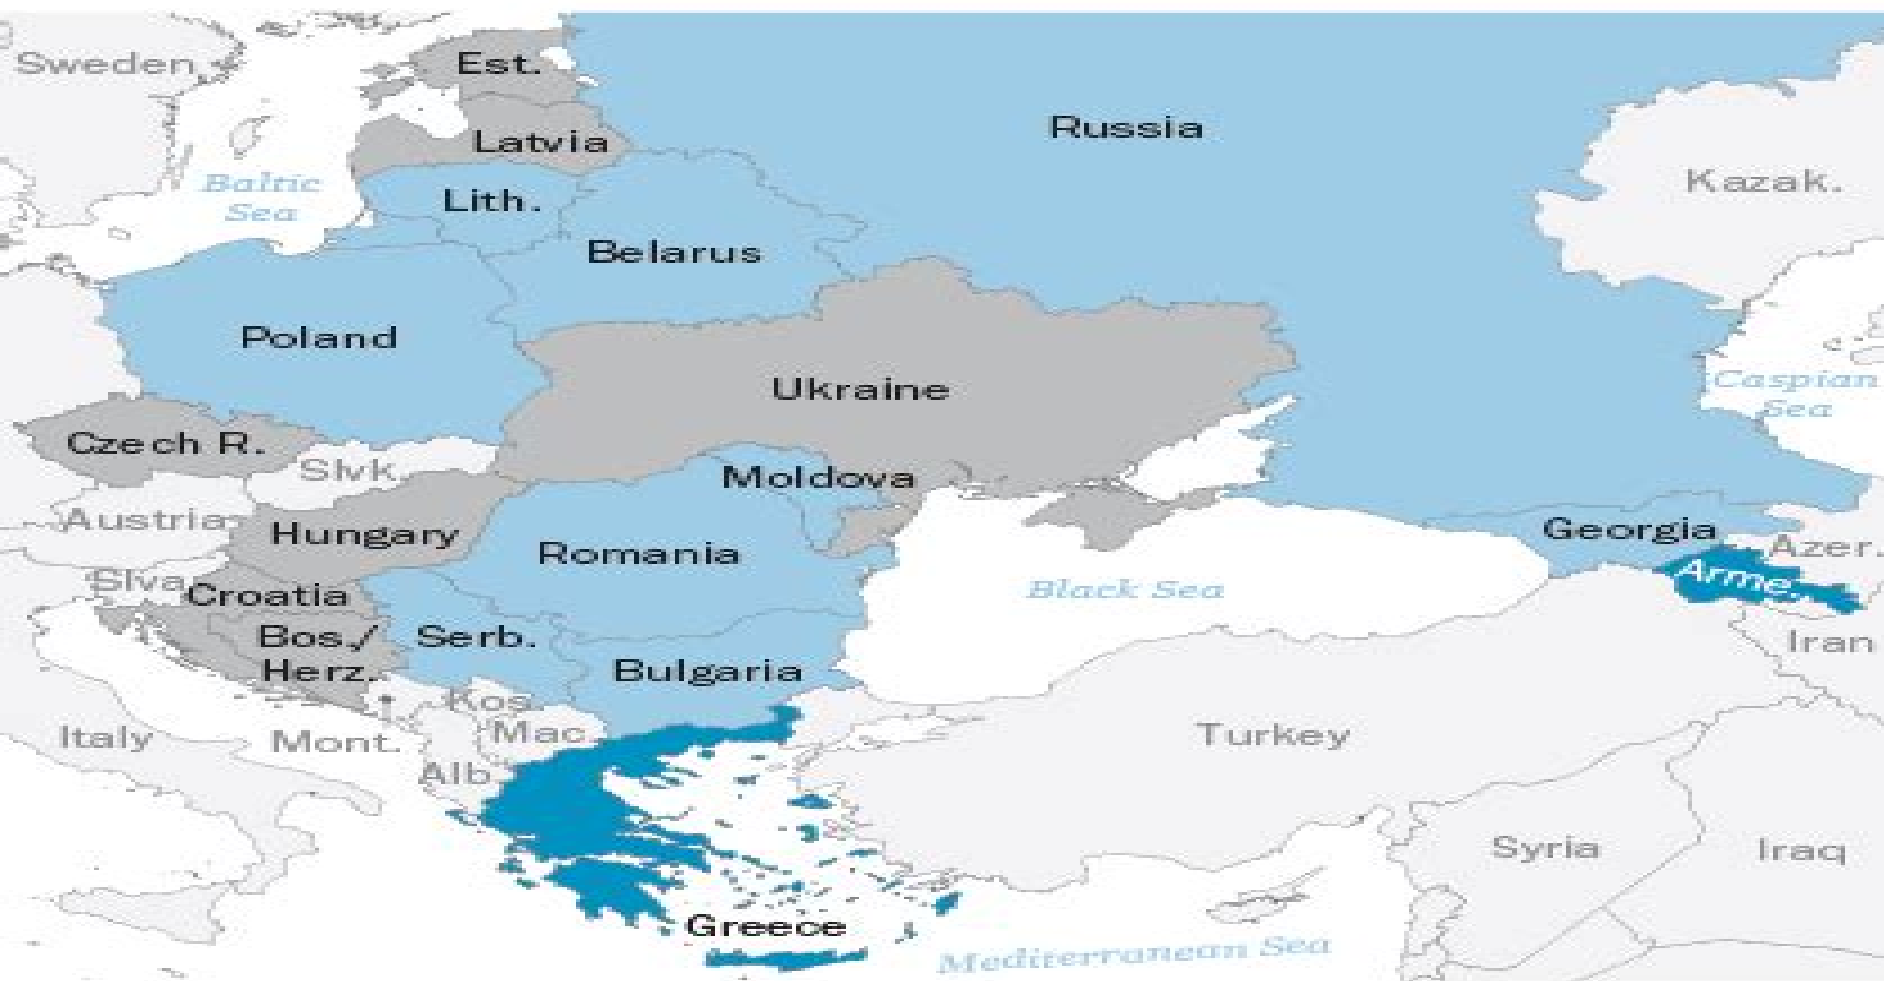 Sweden
Est.
Russia
Latvia
Kazak.
Baltic
Sea
Lith.
Belarus
Poland
Ukraine
Caspian
Sea
Czech R.
Slvk.
Moldova
Austria
Hungary
Georgia
Azer.
Romania
Arme.
Slva.
Croatia
Black Sea
Bos./
Herz.
Serb.
Iran
Bulgaria
Kos.
Mac.
Italy
Mont.
Turkey
Alb.
Syria
Iraq
Greece
Mediterranean Sea